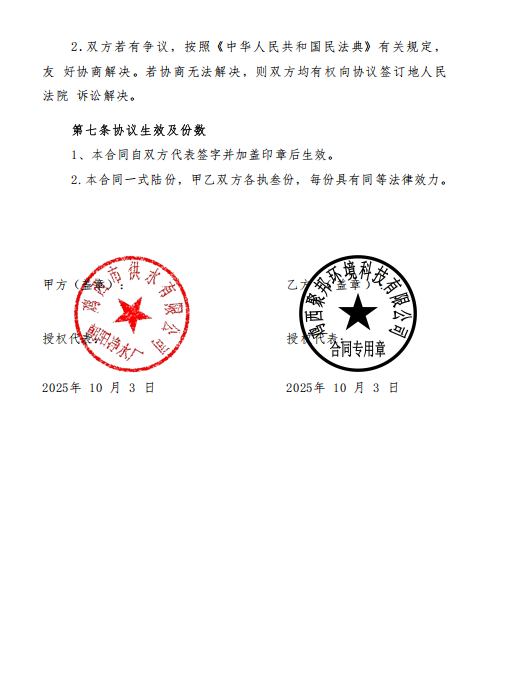 2.双方若有争议，按照《中华人民共和国民法典》有关规定，
友 好协商解决。若协商无法解决，则双方均有权向协议签订地人民
法院 诉讼解决。
第七条协议生效及份数
1、本合同自双方代表签字并加盖印章后生效。
2.本合同一式陆份，甲乙双方各执叁份，每份具有同等法律效力。
甲方（盖章）：
乙方（盖章）
市供水有限公司
净水厂
鸡西聚邦环境科技有限公司
合同专用章
授权代表：
授权代表：
2025年 10 月 3 日
2025年 10 月 3 日